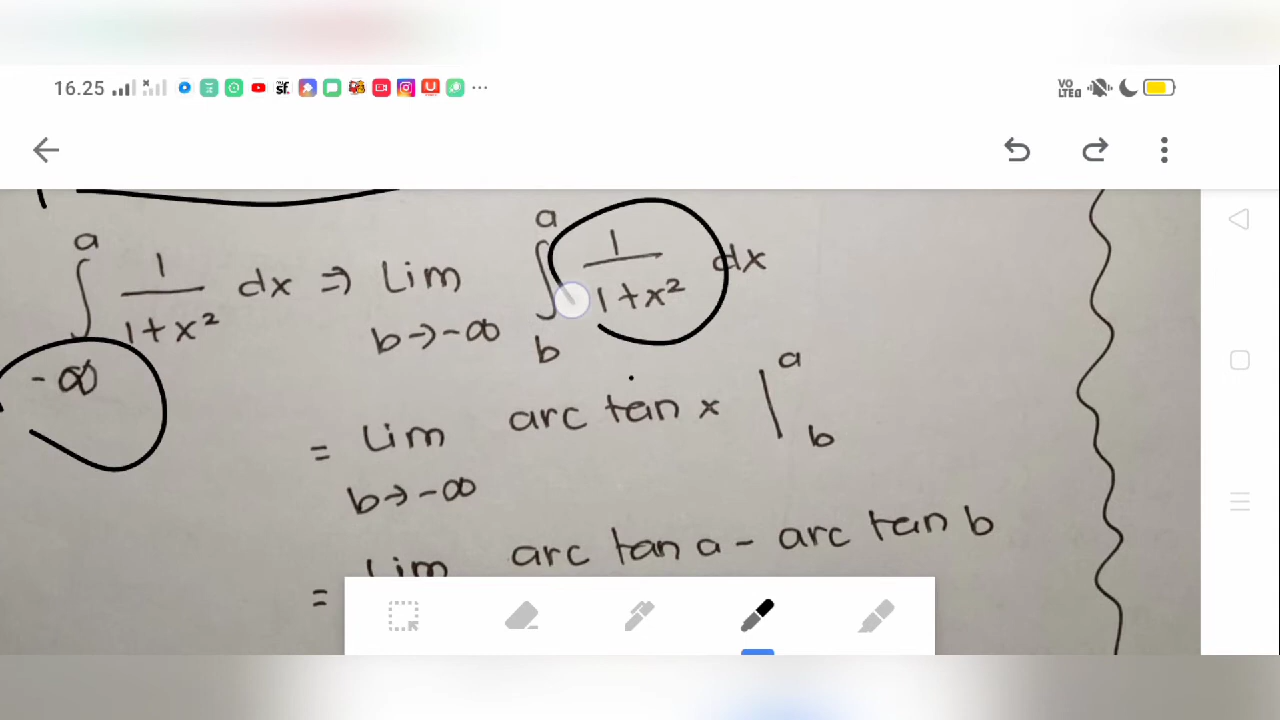 16.25 VoLTE
a a
∫ 1/(1+x²) dx ⇒ Lim ∫ 1/(1+x²) dx
-∞ b→-∞ b
= Lim arc tan x | a
b→-∞ b
= Lim arc tan a - arc tan b